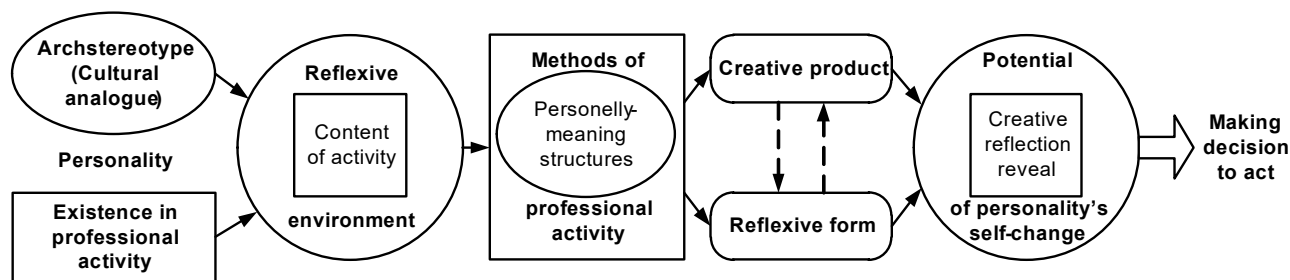 Archstereotype
(Cultural
analogue)
Personality
Existence in
professional
activity
Reflexive
Content
of activity
environment
Methods of
Personelly-
meaning
structures
professional
activity
Creative product
Reflexive form
Potential
Creative
reflection
reveal
of personality's
self-change
Making
decision
to act